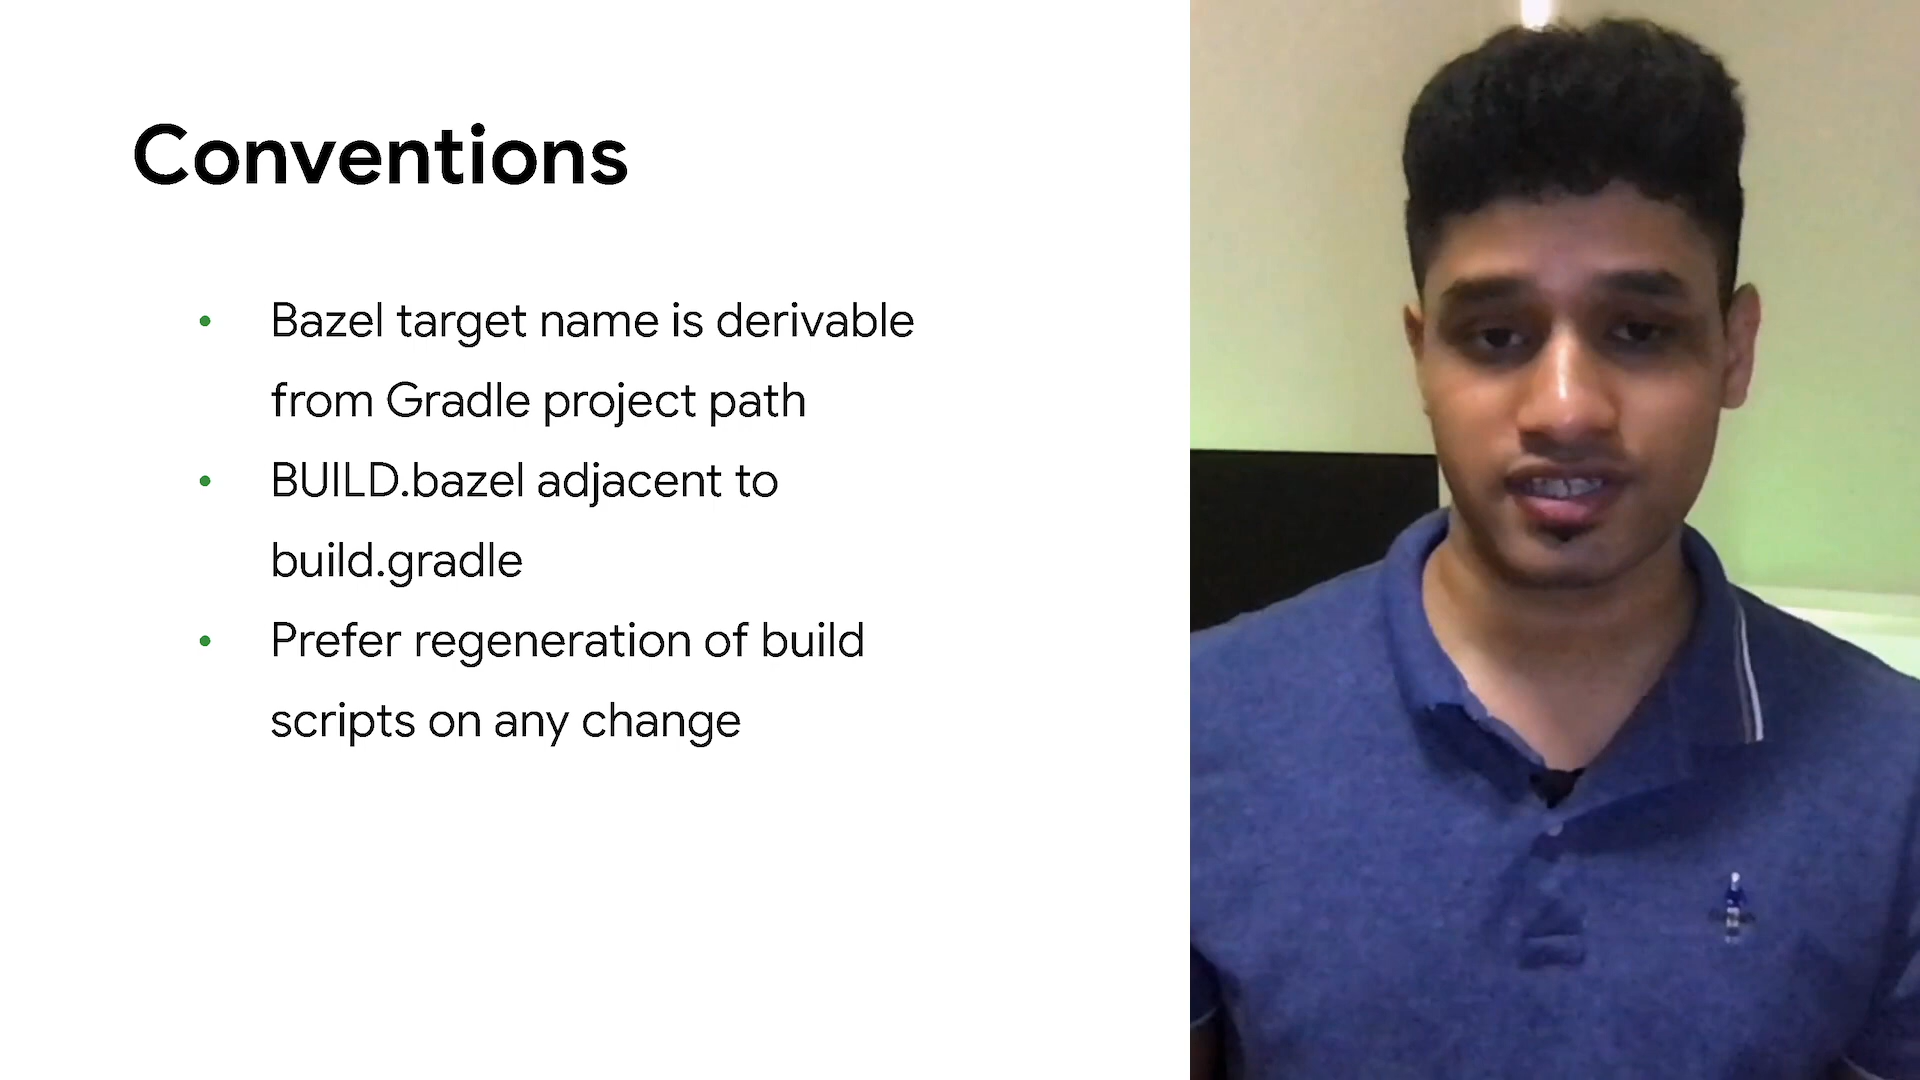 Conventions
• Bazel target name is derivable
from Gradle project path
• BUILD.bazel adjacent to
build.gradle
• Prefer regeneration of build
scripts on any change